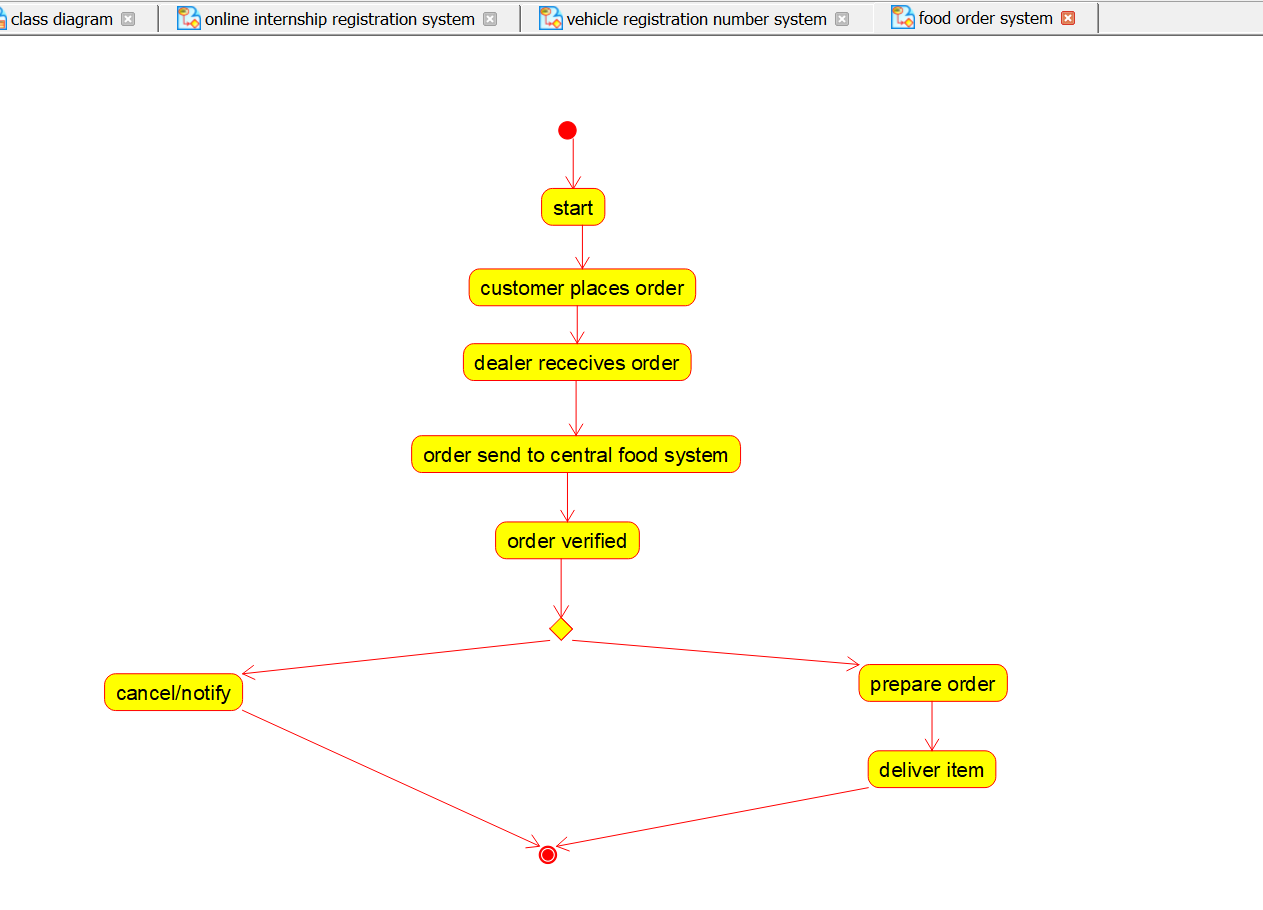 class diagram
online internship registration system
vehicle registration number system
food order system
start
customer places order
dealer rececives order
order send to central food system
order verified
cancel/notify
prepare order
deliver item